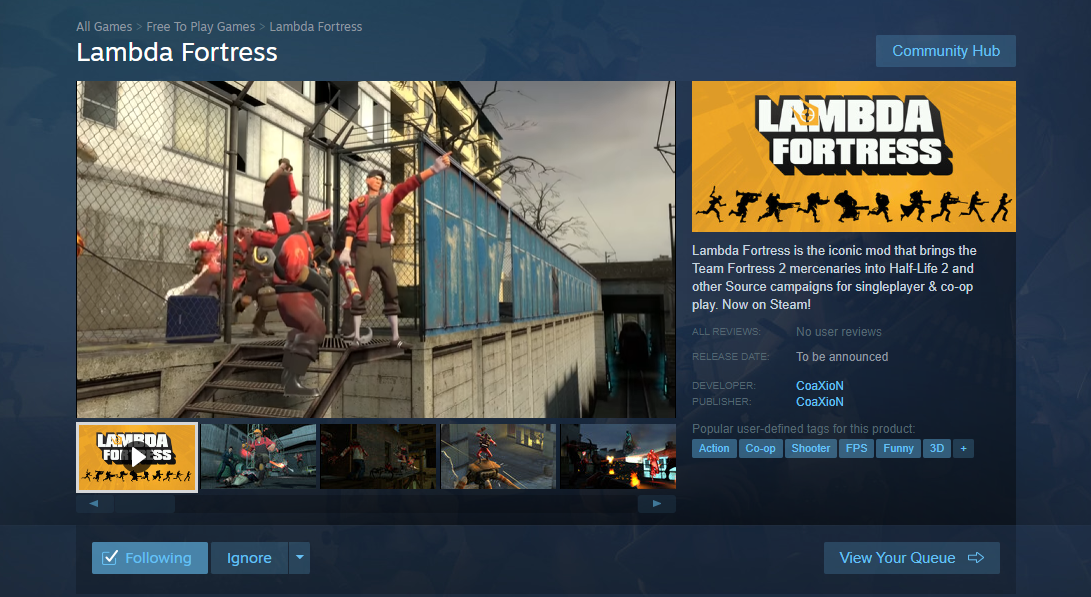 All Games > Free To Play Games > Lambda Fortress
Lambda Fortress
Community Hub
LAMBDA
FORTRESS
Lambda Fortress is the iconic mod that brings the
Team Fortress 2 mercenaries into Half-Life 2 and
other Source campaigns for singleplayer & co-op
play. Now on Steam!
ALL REVIEWS: No user reviews
RELEASE DATE: To be announced
DEVELOPER: CoaXioN
PUBLISHER: CoaXioN
Popular user-defined tags for this product:
Action Co-op Shooter FPS Funny 3D +
LAMBDA
FORTRESS
Following
Ignore
View Your Queue